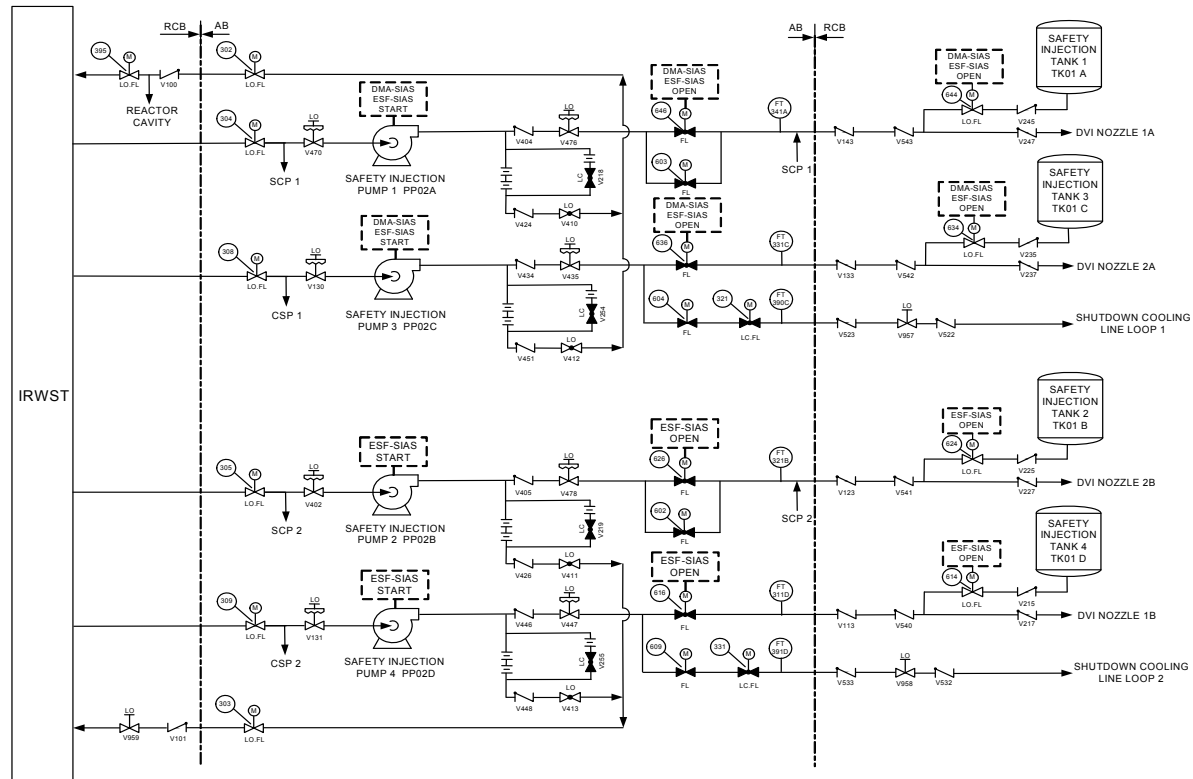 RCB AB
AB RCB
395
M
LO.FL
V100
REACTOR
CAVITY
302
M
LO.FL
DMA-SIAS
ESF-SIAS
START
DMA-SIAS
ESF-SIAS
OPEN
DMA-SIAS
ESF-SIAS
OPEN
SAFETY
INJECTION
TANK 1
TK01 A
304
M
LO.FL
LO
V470
SCP 1
SAFETY INJECTION
PUMP 1 PP02A
V404
LO
V476
LC
V218
V424
LO
V410
646
M
FL
603
M
FL
FT
341A
SCP 1
V143
V543
644
M
LO.FL
V245
V247
DVI NOZZLE 1A
DMA-SIAS
ESF-SIAS
START
DMA-SIAS
ESF-SIAS
OPEN
DMA-SIAS
ESF-SIAS
OPEN
SAFETY
INJECTION
TANK 3
TK01 C
308
M
LO.FL
LO
V130
CSP 1
SAFETY INJECTION
PUMP 3 PP02C
V434
LO
V435
LC
V254
V451
LO
V412
636
M
FL
604
M
FL
321
M
LC.FL
FT
331C
FT
390C
V133
V542
634
M
LO.FL
V235
V237
DVI NOZZLE 2A
V523
LO
V957
V522
SHUTDOWN COOLING
LINE LOOP 1
IRWST
ESF-SIAS
START
ESF-SIAS
OPEN
ESF-SIAS
OPEN
SAFETY
INJECTION
TANK 2
TK01 B
305
M
LO.FL
LO
V402
SCP 2
SAFETY INJECTION
PUMP 2 PP02B
V405
LO
V478
LC
V219
V426
LO
V411
626
M
FL
602
M
FL
FT
321B
SCP 2
V123
V541
624
M
LO.FL
V225
V227
DVI NOZZLE 2B
ESF-SIAS
START
ESF-SIAS
OPEN
ESF-SIAS
OPEN
SAFETY
INJECTION
TANK 4
TK01 D
309
M
LO.FL
LO
V131
CSP 2
SAFETY INJECTION
PUMP 4 PP02D
V446
LO
V447
LC
V255
V448
LO
V413
616
M
FL
609
M
FL
331
M
LC.FL
FT
311D
FT
391D
V113
V540
614
M
LO.FL
V215
V217
DVI NOZZLE 1B
V533
LO
V958
V532
SHUTDOWN COOLING
LINE LOOP 2
LO
V959
V101
303
M
LO.FL